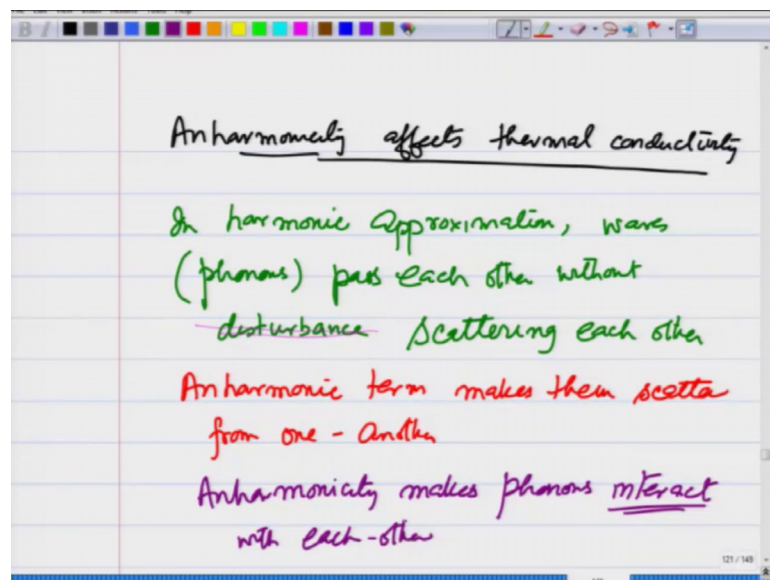 Anharmonicity affects thermal conductivity
In harmonic Approximation, waves
(phonons) pass each other without
disturbance scattering each other
Anharmonic term makes them scatter
from one-another
Anharmonicity makes phonons interact
with each-other
121 / 149